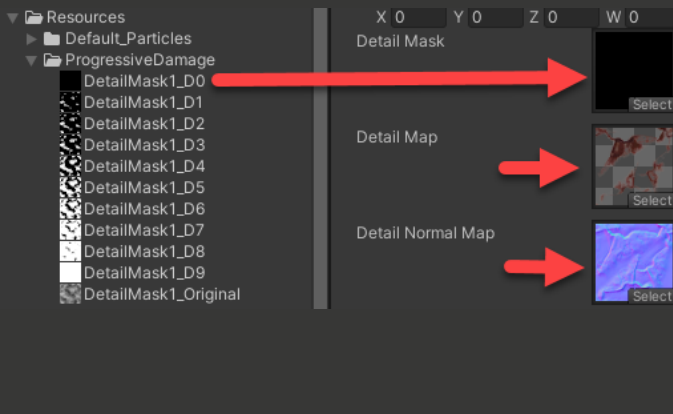 Resources
Default_Particles
ProgressiveDamage
DetailMask1_D0
DetailMask1_D1
DetailMask1_D2
DetailMask1_D3
DetailMask1_D4
DetailMask1_D5
DetailMask1_D6
DetailMask1_D7
DetailMask1_D8
DetailMask1_D9
DetailMask1_Original
X 0 Y 0 Z 0 W 0
Detail Mask
Select
Detail Map
Select
Detail Normal Map
Select